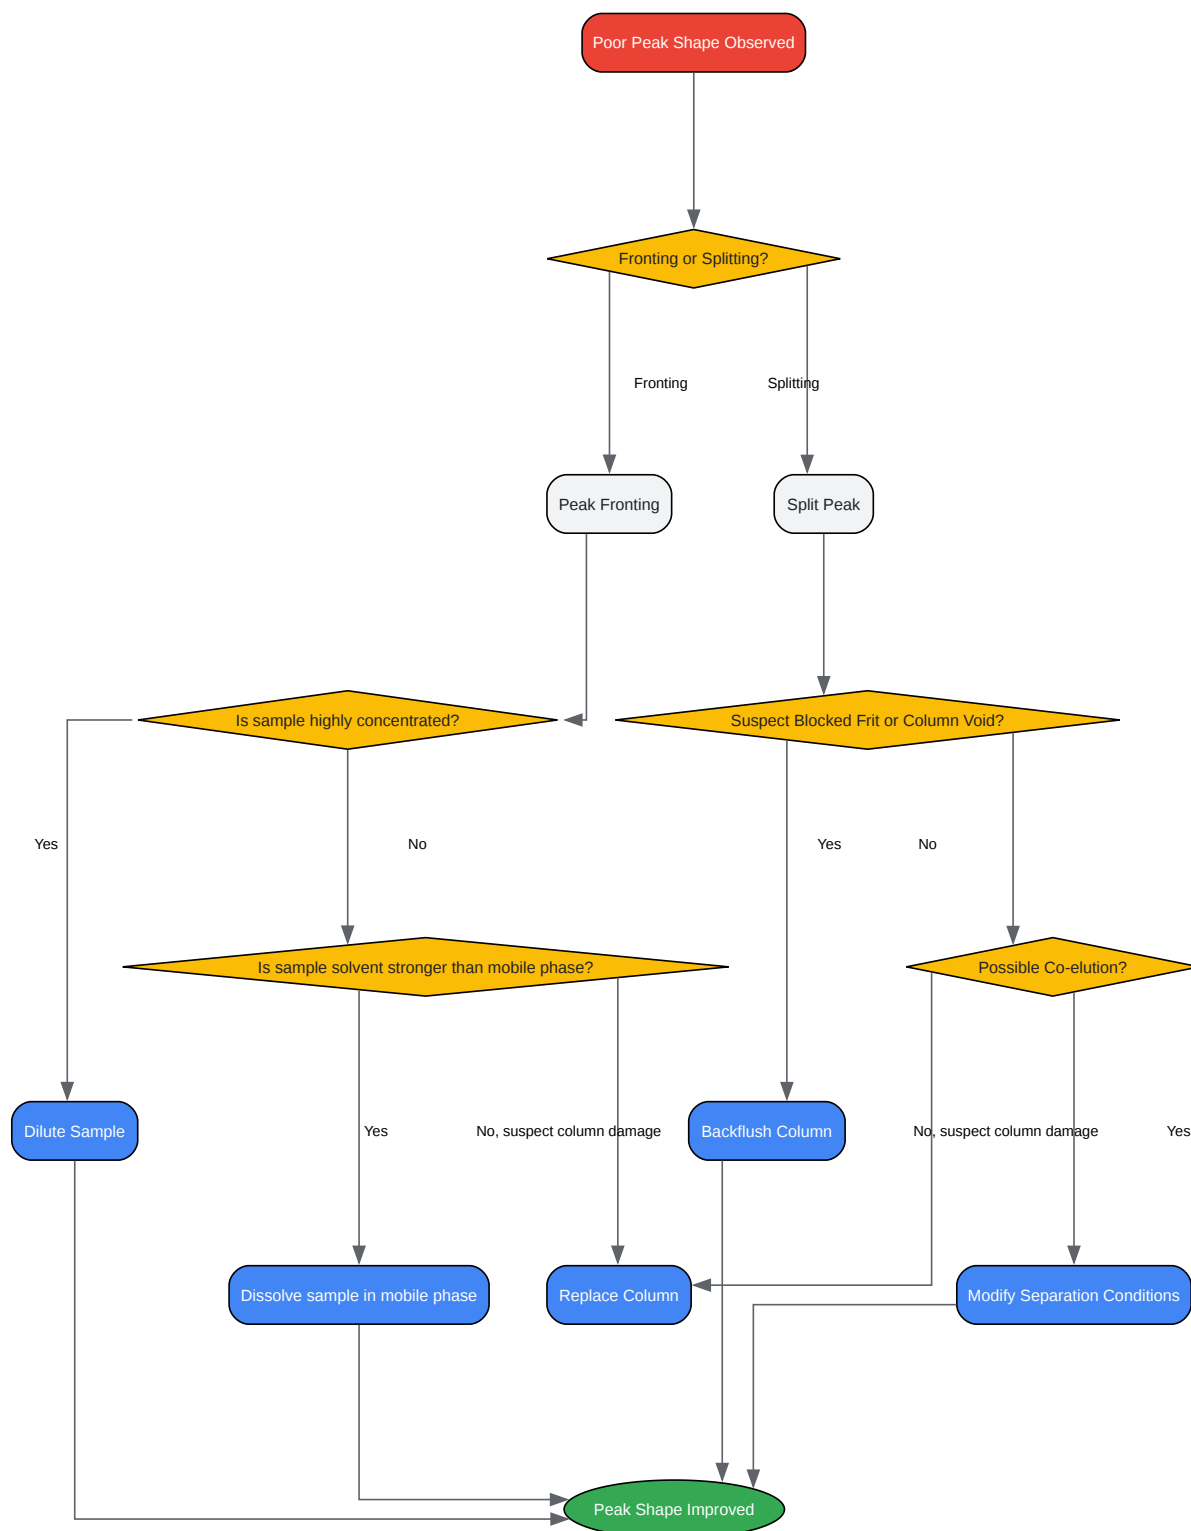 Poor Peak Shape Observed
Fronting or Splitting?
Fronting
Splitting
Peak Fronting
Split Peak
Is sample highly concentrated?
Suspect Blocked Frit or Column Void?
Yes
No
Yes
No
Is sample solvent stronger than mobile phase?
Possible Co-elution?
Dilute Sample
Yes
No, suspect column damage
Backflush Column
No, suspect column damage
Yes
Dissolve sample in mobile phase
Replace Column
Modify Separation Conditions
Peak Shape Improved